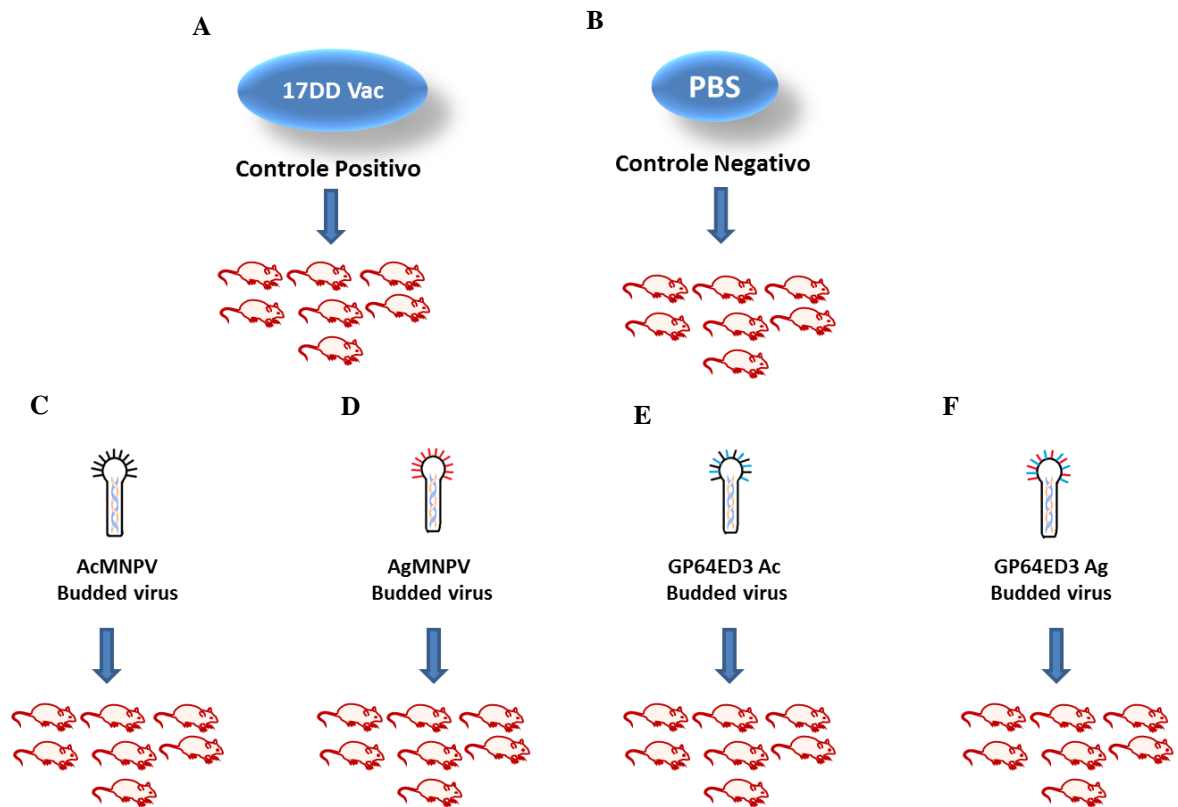 A
B
17DD Vac
PBS
Controle Positivo
Controle Negativo
C
D
E
F
AcMNPV
Budded virus
AgMNPV
Budded virus
GP64ED3 Ac
Budded virus
GP64ED3 Ag
Budded virus